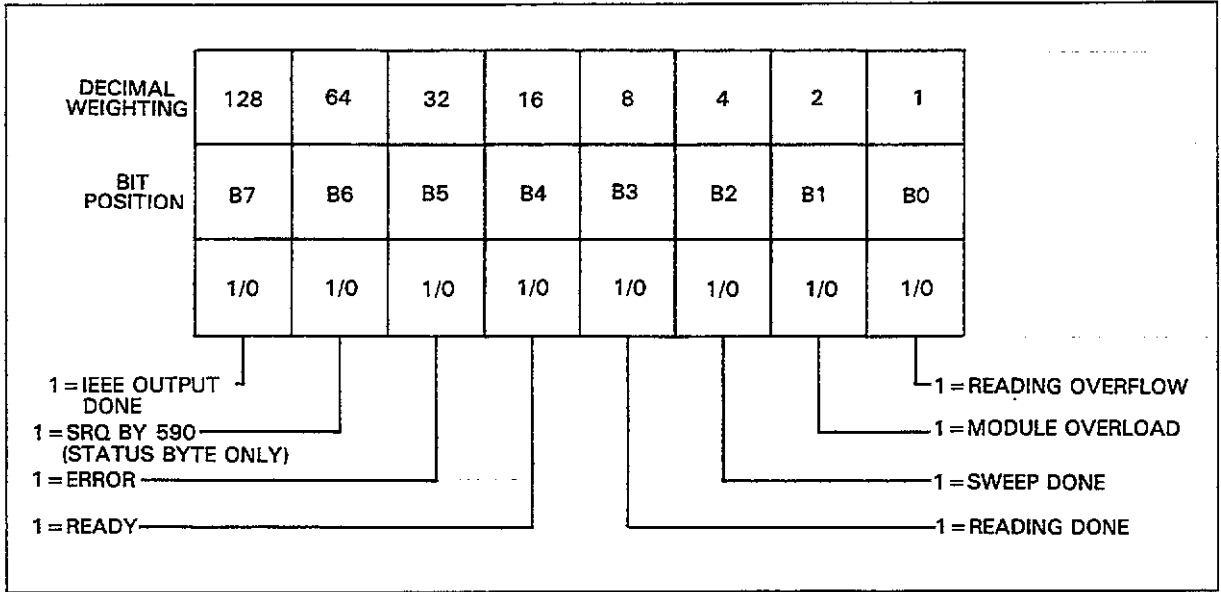 DECIMAL
WEIGHTING
128 64 32 16 8 4 2 1
BIT
POSITION
B7 B6 B5 B4 B3 B2 B1 B0
1/0 1/0 1/0 1/0 1/0 1/0 1/0 1/0
1=IEEE OUTPUT
DONE
1=SRQ BY 590
(STATUS BYTE ONLY)
1=ERROR
1=READY
1=READING OVERFLOW
1=MODULE OVERLOAD
1=SWEEP DONE
1=READING DONE